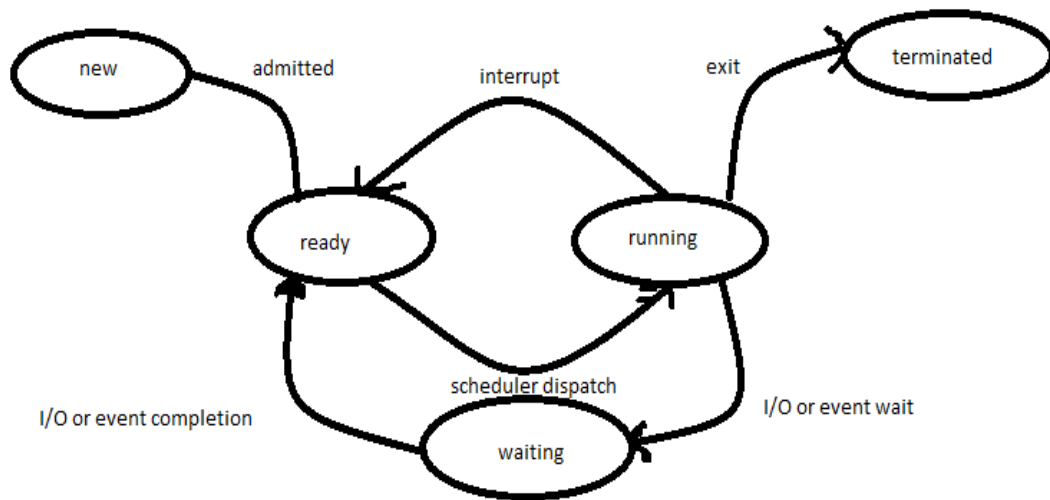 new
admitted
interrupt
exit
terminated
ready
running
scheduler dispatch
I/O or event completion
I/O or event wait
waiting